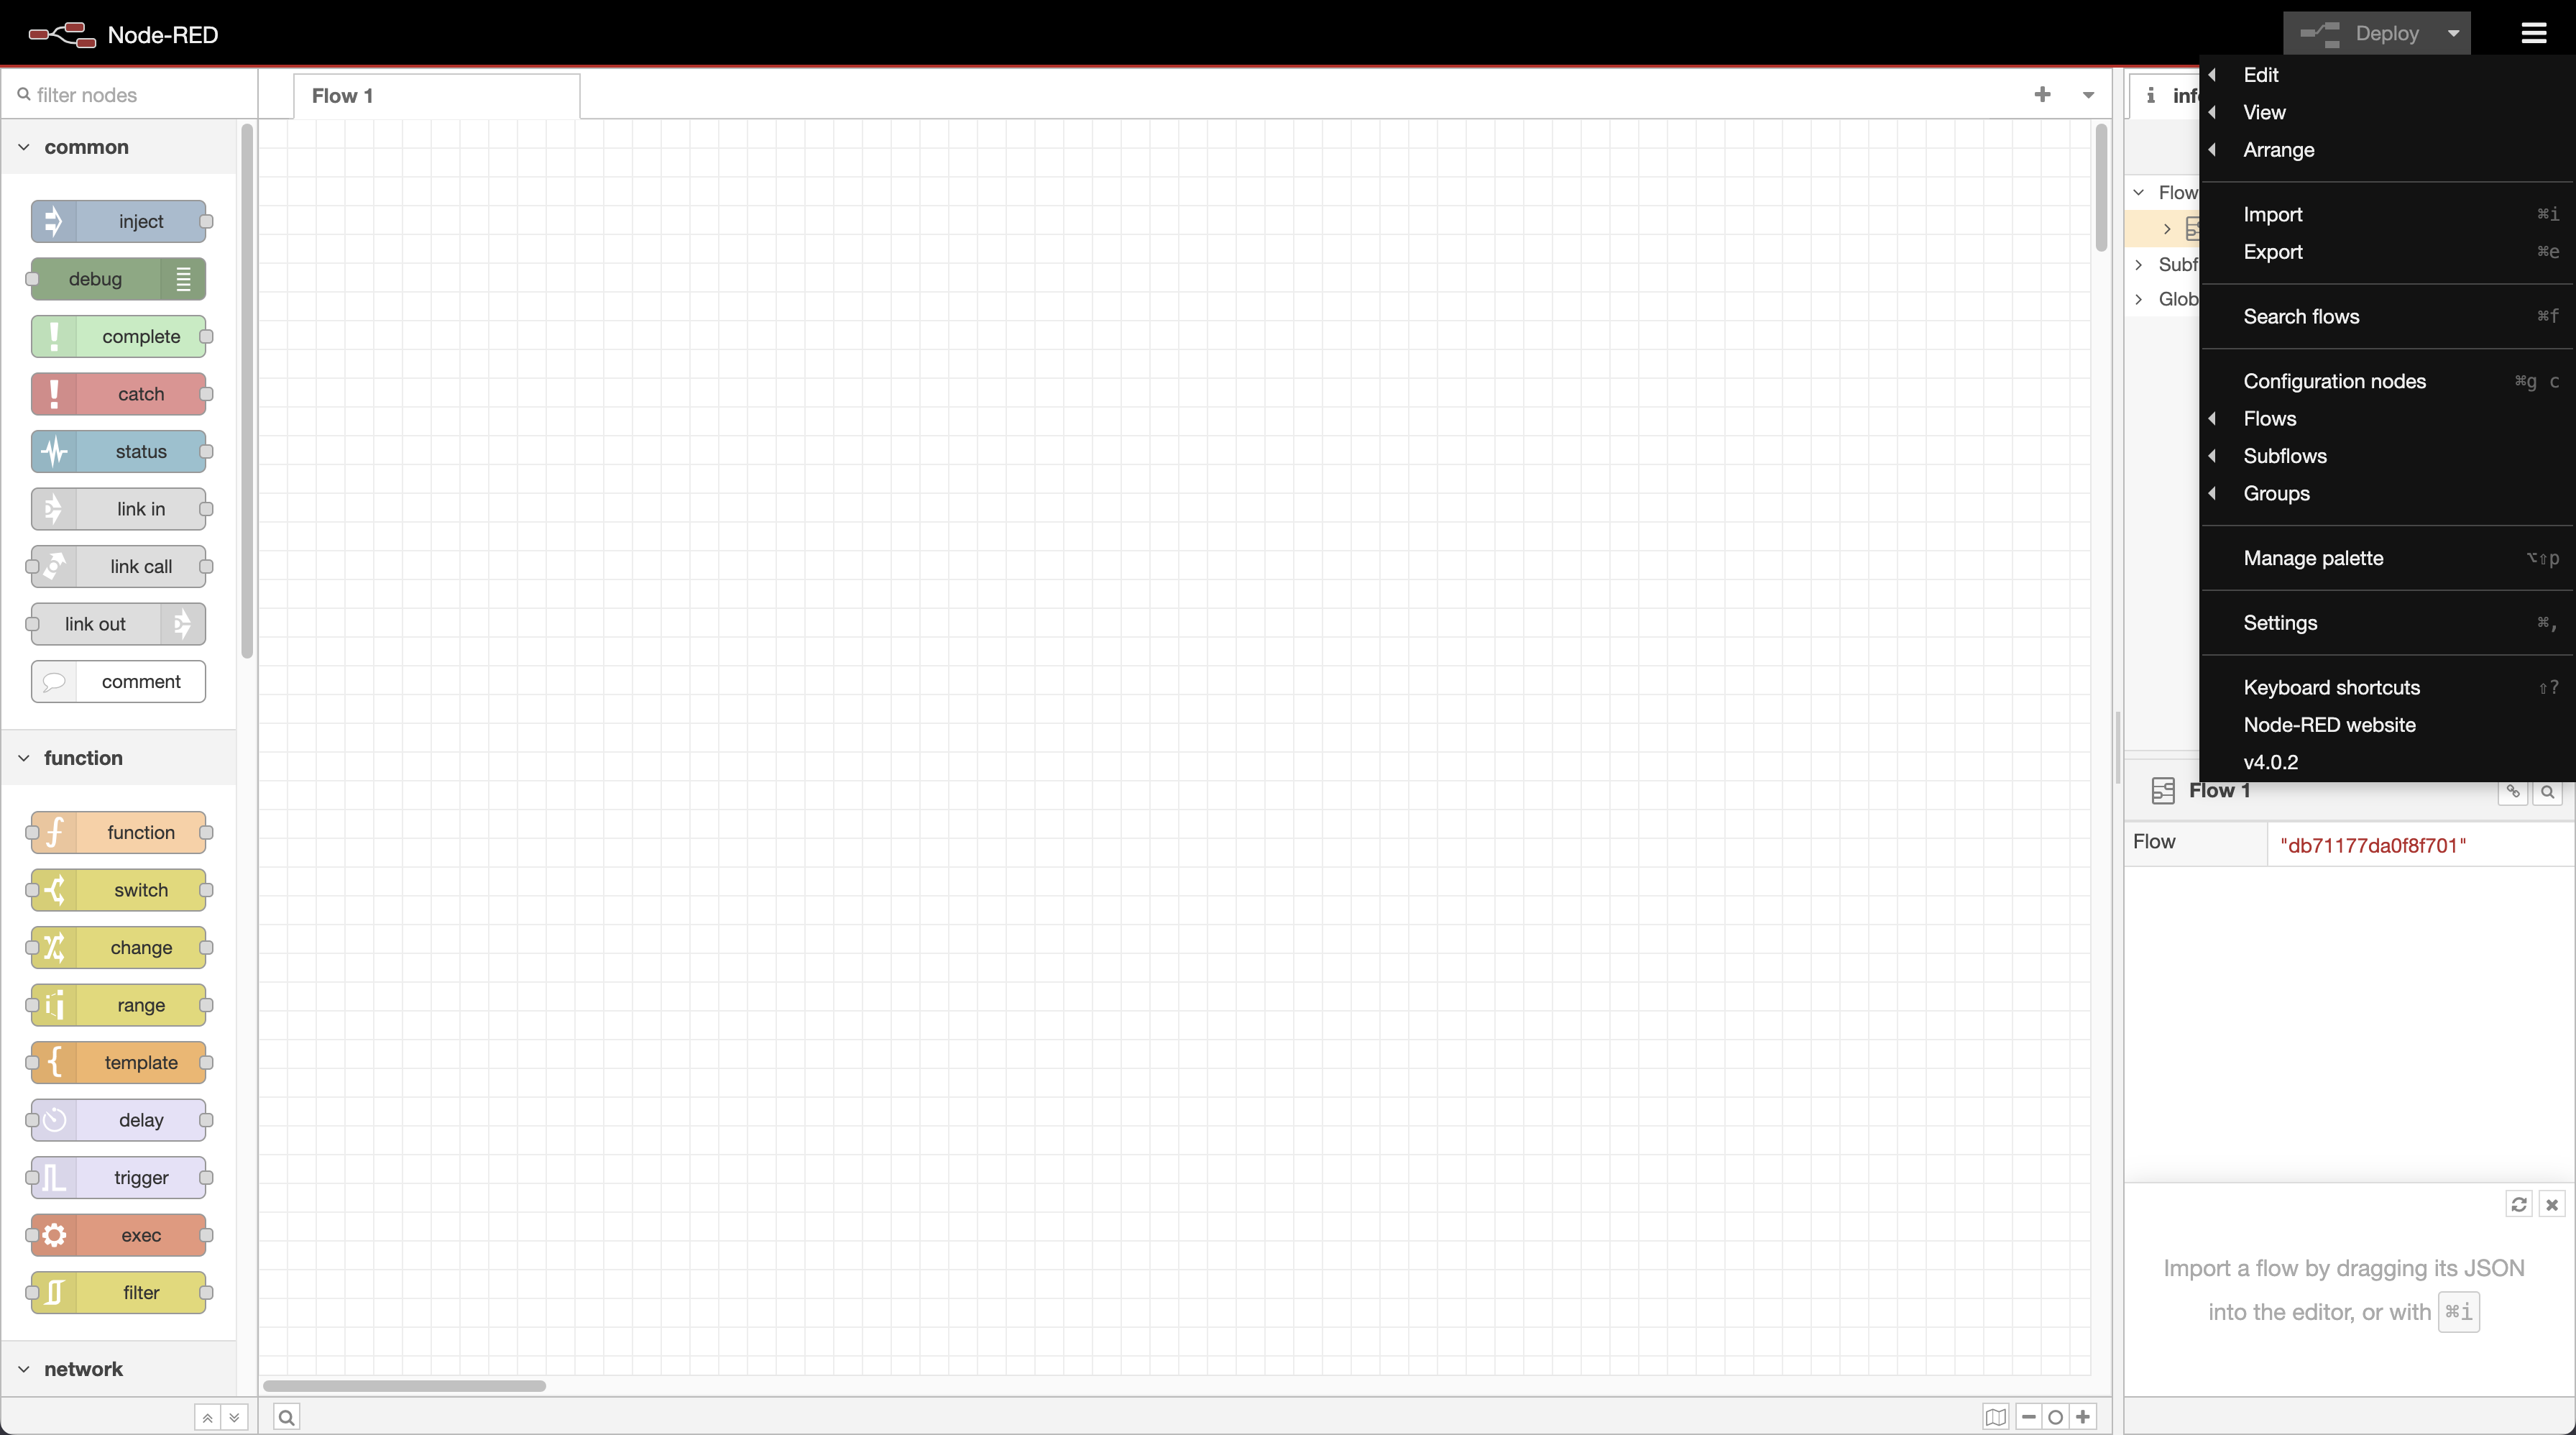 Node-RED
Deploy
filter nodes
Flow 1
common
inject
debug
complete
catch
status
link in
link call
link out
comment
function
function
switch
change
range
template
delay
trigger
exec
filter
network
Edit
View
Arrange
Import ⌘i
Export ⌘e
Search flows ⌘f
Configuration nodes ⌘g c
Flows
Subflows
Groups
Manage palette ⌥⇧p
Settings ⌘,
Keyboard shortcuts ⇧?
Node-RED website
v4.0.2
inf
Flow
Subf
Glob
Flow 1
Flow "db71177da0f8f701"
Import a flow by dragging its JSON
into the editor, or with ⌘i